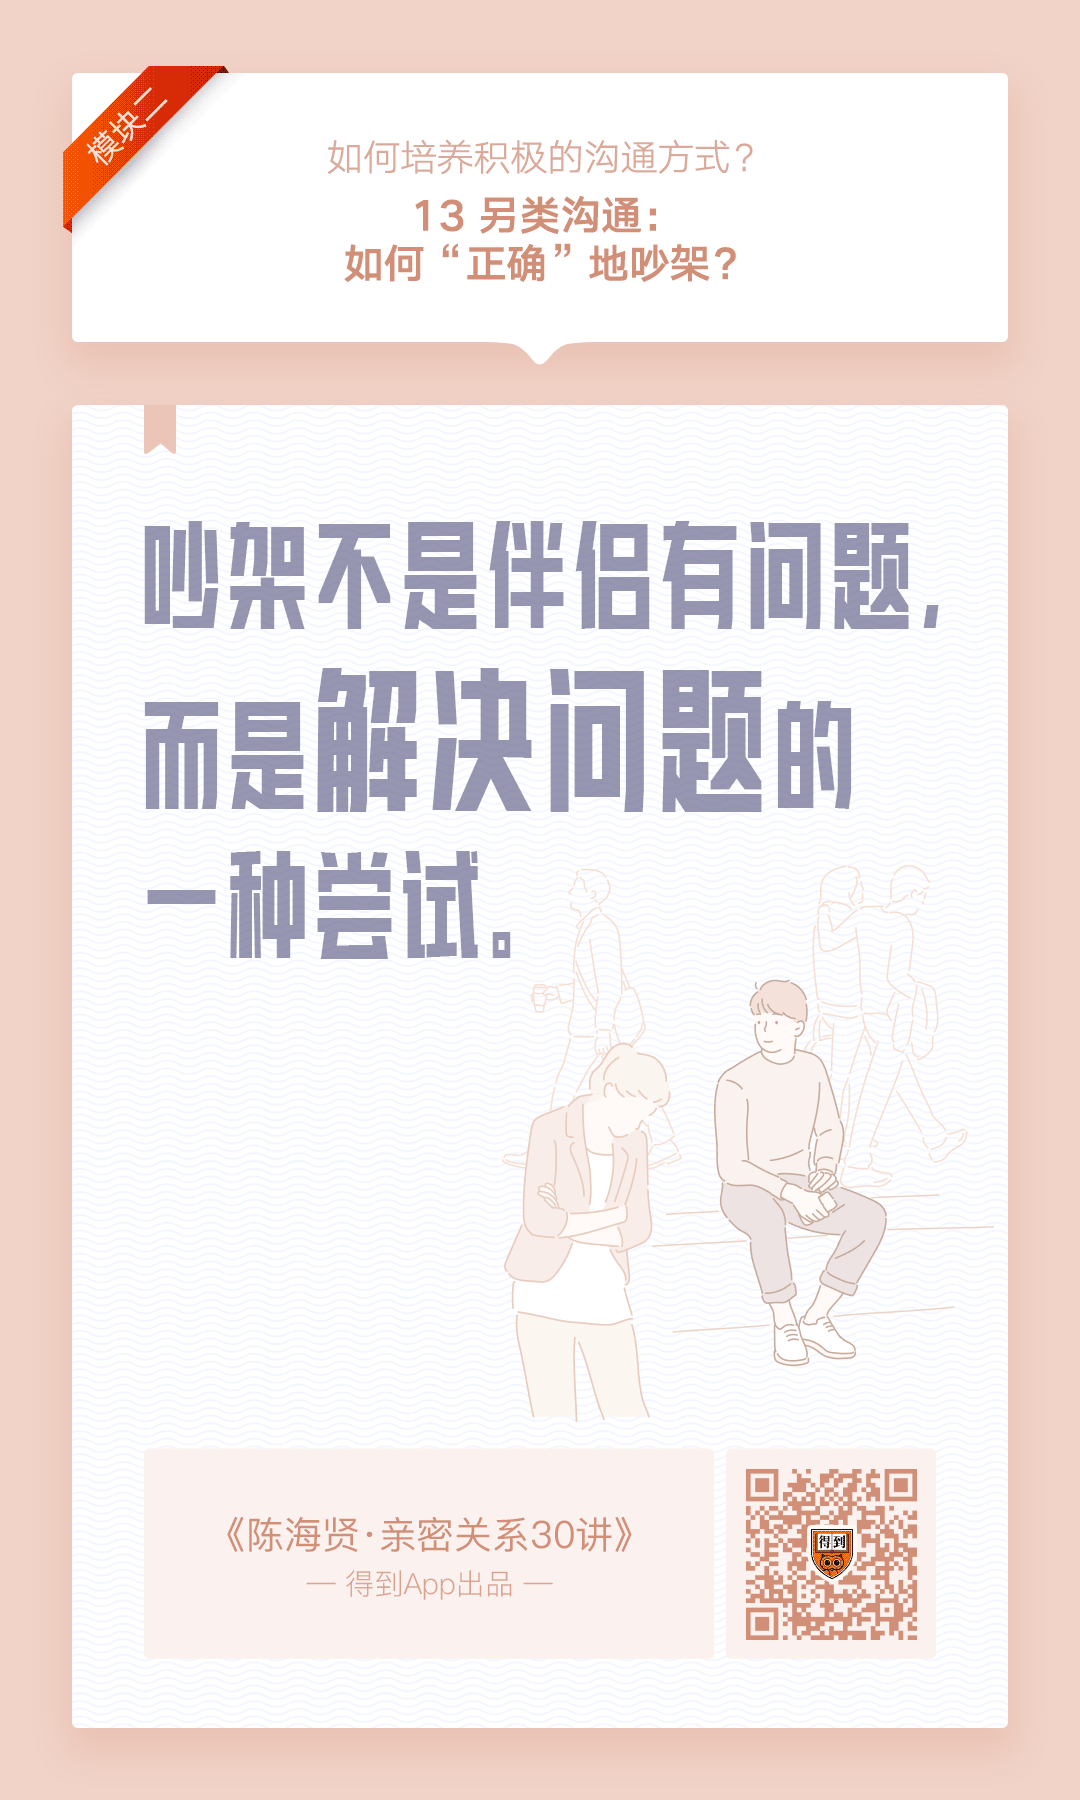 模块二
如何培养积极的沟通方式？
13 另类沟通：
如何“正确”地吵架？
吵架不是伴侣有问题，
而是解决问题的
一种尝试。
《陈海贤·亲密关系30讲》
— 得到App出品 —
得到